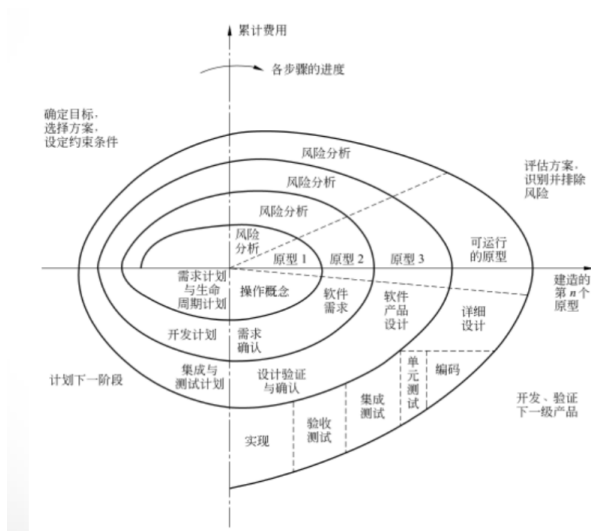 累计费用
各步骤的进度
确定目标，
选择方案，
设定约束条件
风险分析
风险分析
风险分析
风险
分析
评估方案，
识别并排除
风险
原型1
原型2
原型3
可运行
的原型
建造的
第n个
原型
需求计划
与生命
周期计划
操作概念
软件
需求
软件
产品
设计
详细
设计
开发计划
需求
确认
计划下一阶段
集成与
测试计划
设计验证
与确认
单
元
测
试
编码
集成
测试
验收
测试
实现
开发、验证
下一级产品